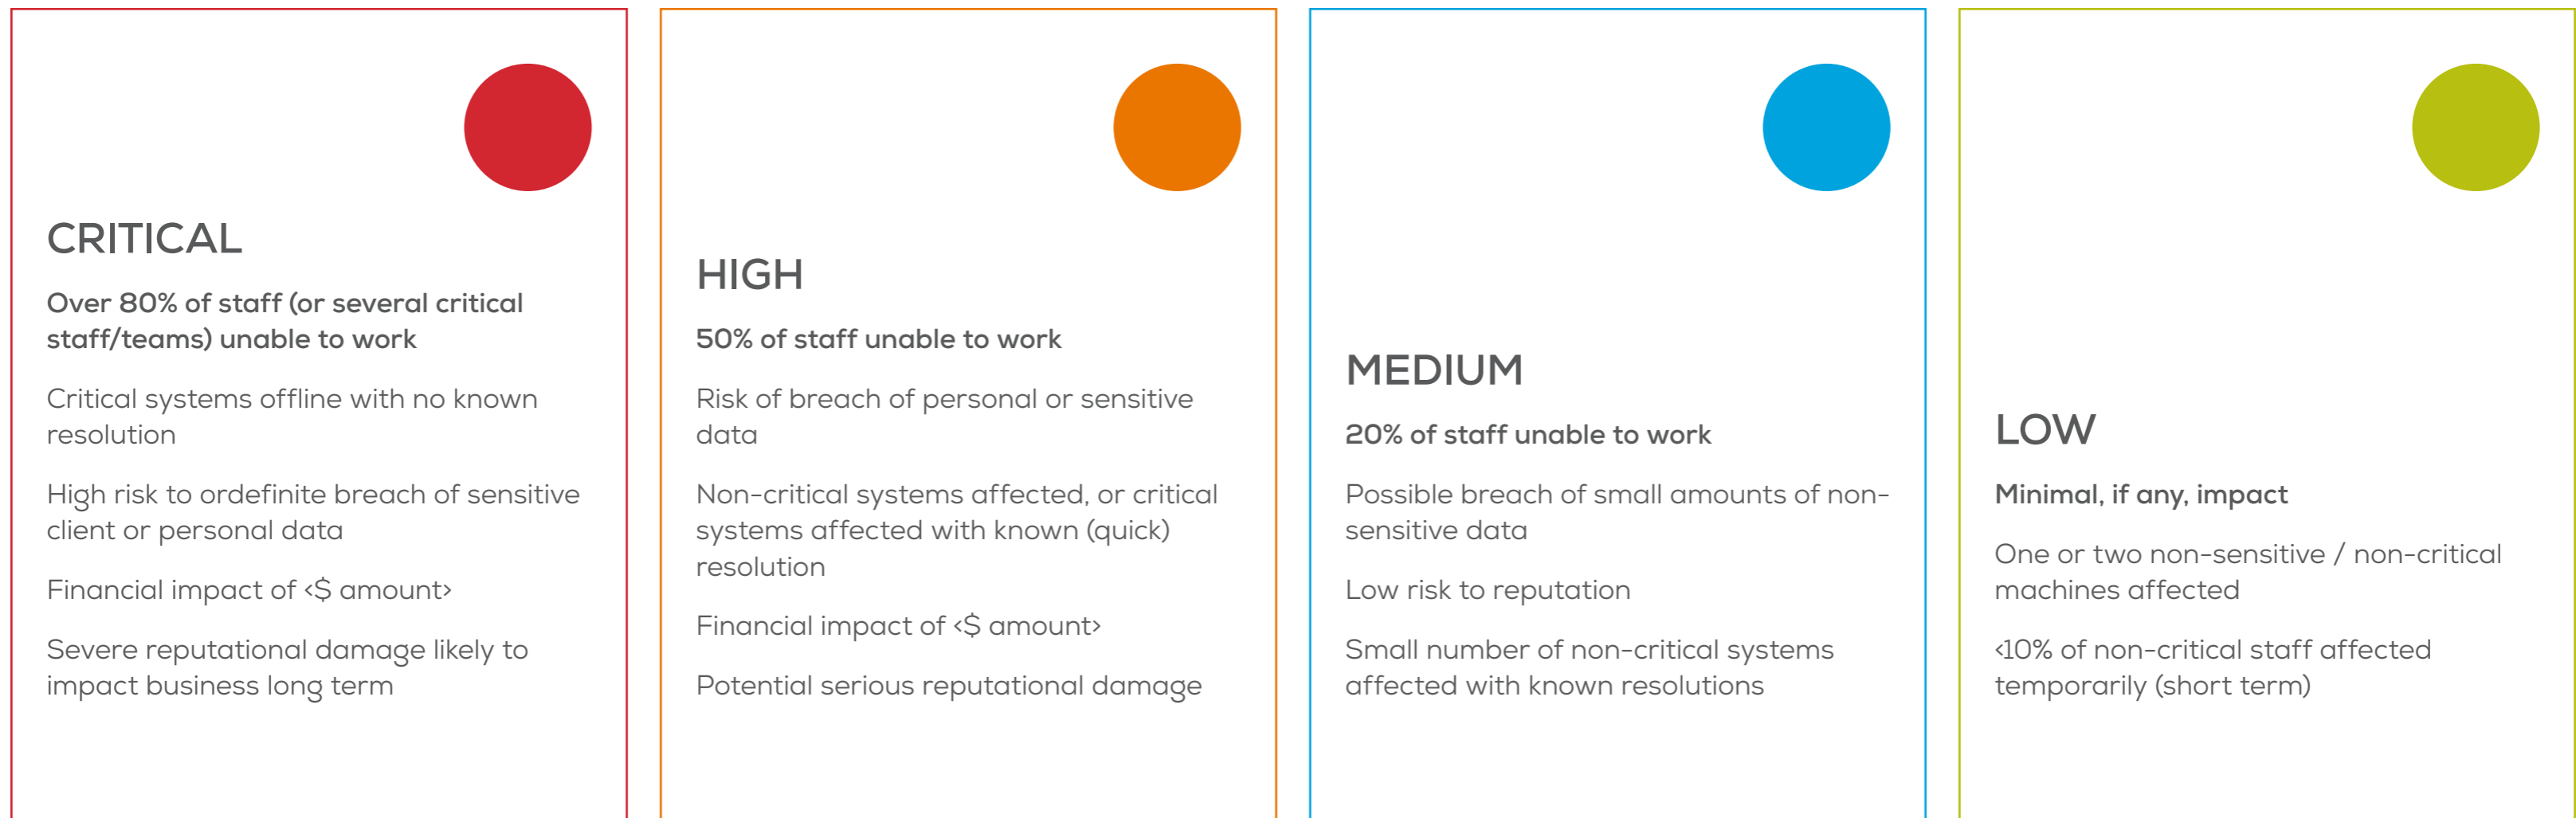 CRITICAL
Over 80% of staff (or several critical
staff/teams) unable to work
Critical systems offline with no known
resolution
High risk to ordefinite breach of sensitive
client or personal data
Financial impact of <$ amount>
Severe reputational damage likely to
impact business long term
HIGH
50% of staff unable to work
Risk of breach of personal or sensitive
data
Non-critical systems affected, or critical
systems affected with known (quick)
resolution
Financial impact of <$ amount>
Potential serious reputational damage
MEDIUM
20% of staff unable to work
Possible breach of small amounts of non-
sensitive data
Low risk to reputation
Small number of non-critical systems
affected with known resolutions
LOW
Minimal, if any, impact
One or two non-sensitive / non-critical
machines affected
<10% of non-critical staff affected
temporarily (short term)